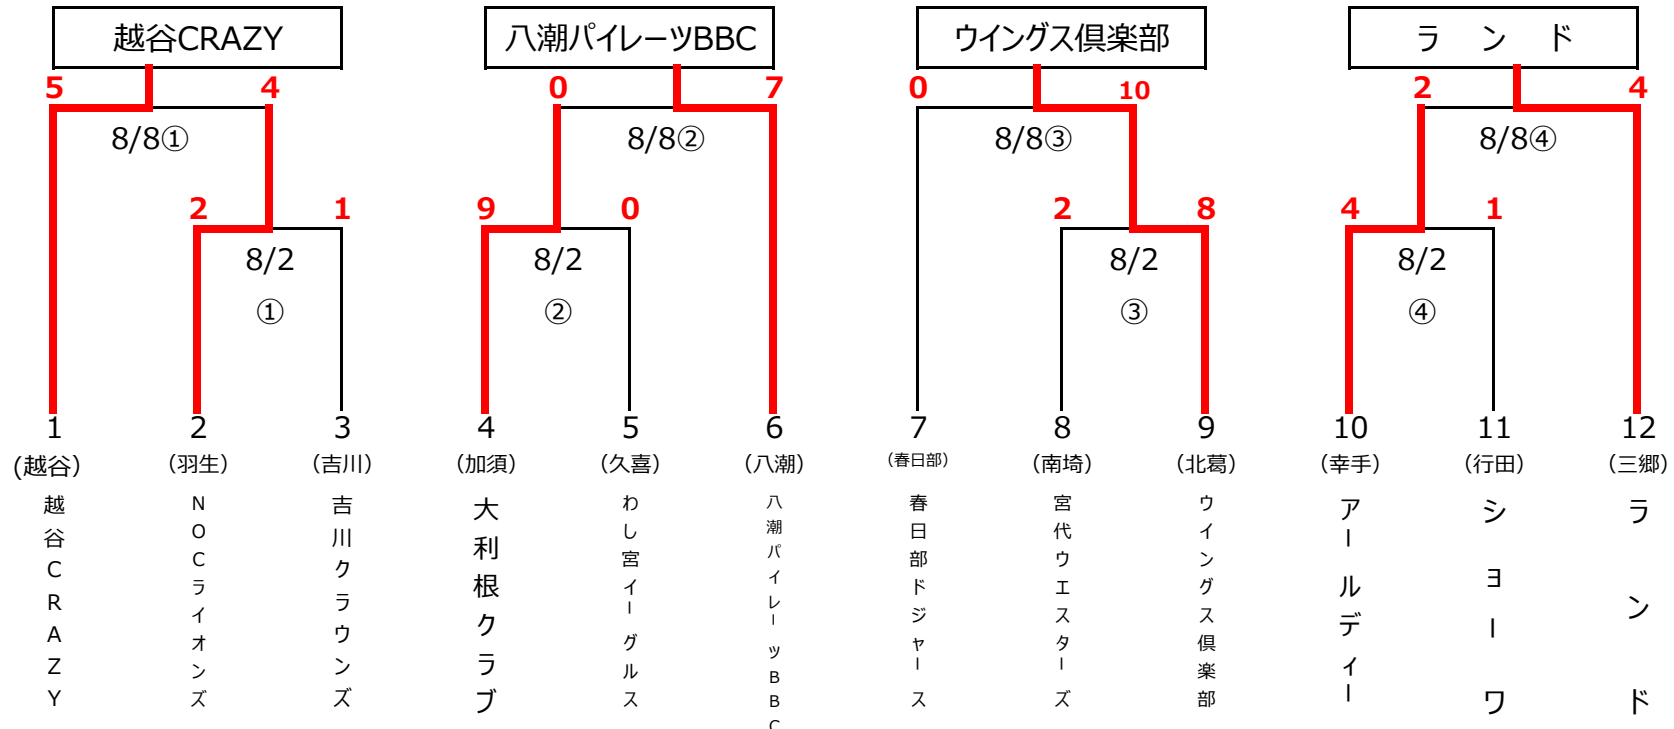 越谷CRAZY 八潮パイレーツBBC ウイングス倶楽部 ランド
5 4 0 7 0 10 2 4
8/8① 8/8② 8/8③ 8/8④
2 1 9 0 2 8 4 1
8/2 8/2 8/2 8/2
① ② ③ ④
1 2 3 4 5 6 7 8 9 10 11 12
(越谷) (羽生) (吉川) (加須) (久喜) (八潮) (春日部) (南埼) (北葛) (幸手) (行田) (三郷)
越谷CRAZY
NOCライオンズ
吉川クラウンズ
大利根クラブ
わし宮イーグルス
八潮パイレーツBBC
春日部ドジャース
宮代ウエスターズ
ウイングス倶楽部
アールディー
ショーワ
ランド